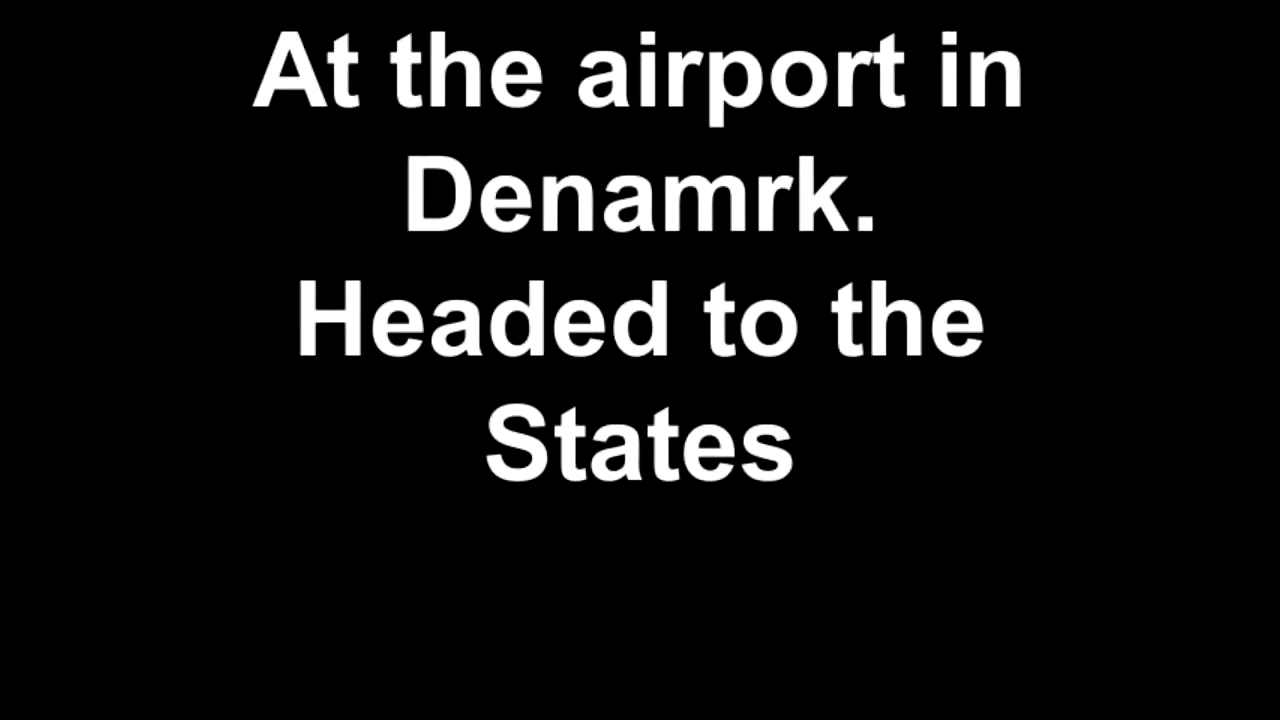 At the airport in
Denamrk.
Headed to the
States